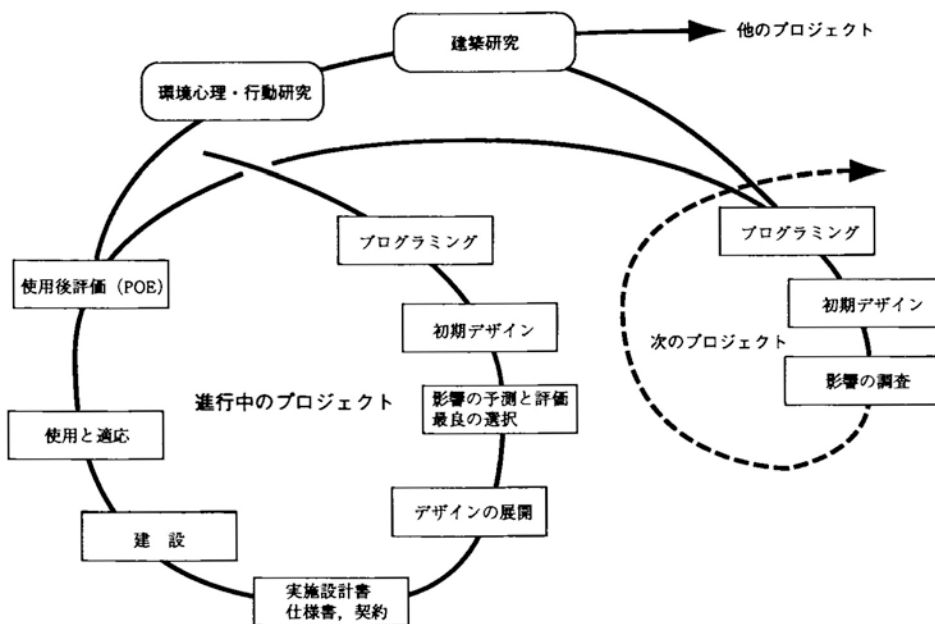 建築研究
他のプロジェクト
環境心理・行動研究
プログラミング
プログラミング
使用後評価（POE）
初期デザイン
初期デザイン
次のプロジェクト
影響の調査
進行中のプロジェクト
影響の予測と評価
最良の選択
使用と適応
デザインの展開
建　設
実施設計書
仕様書，契約